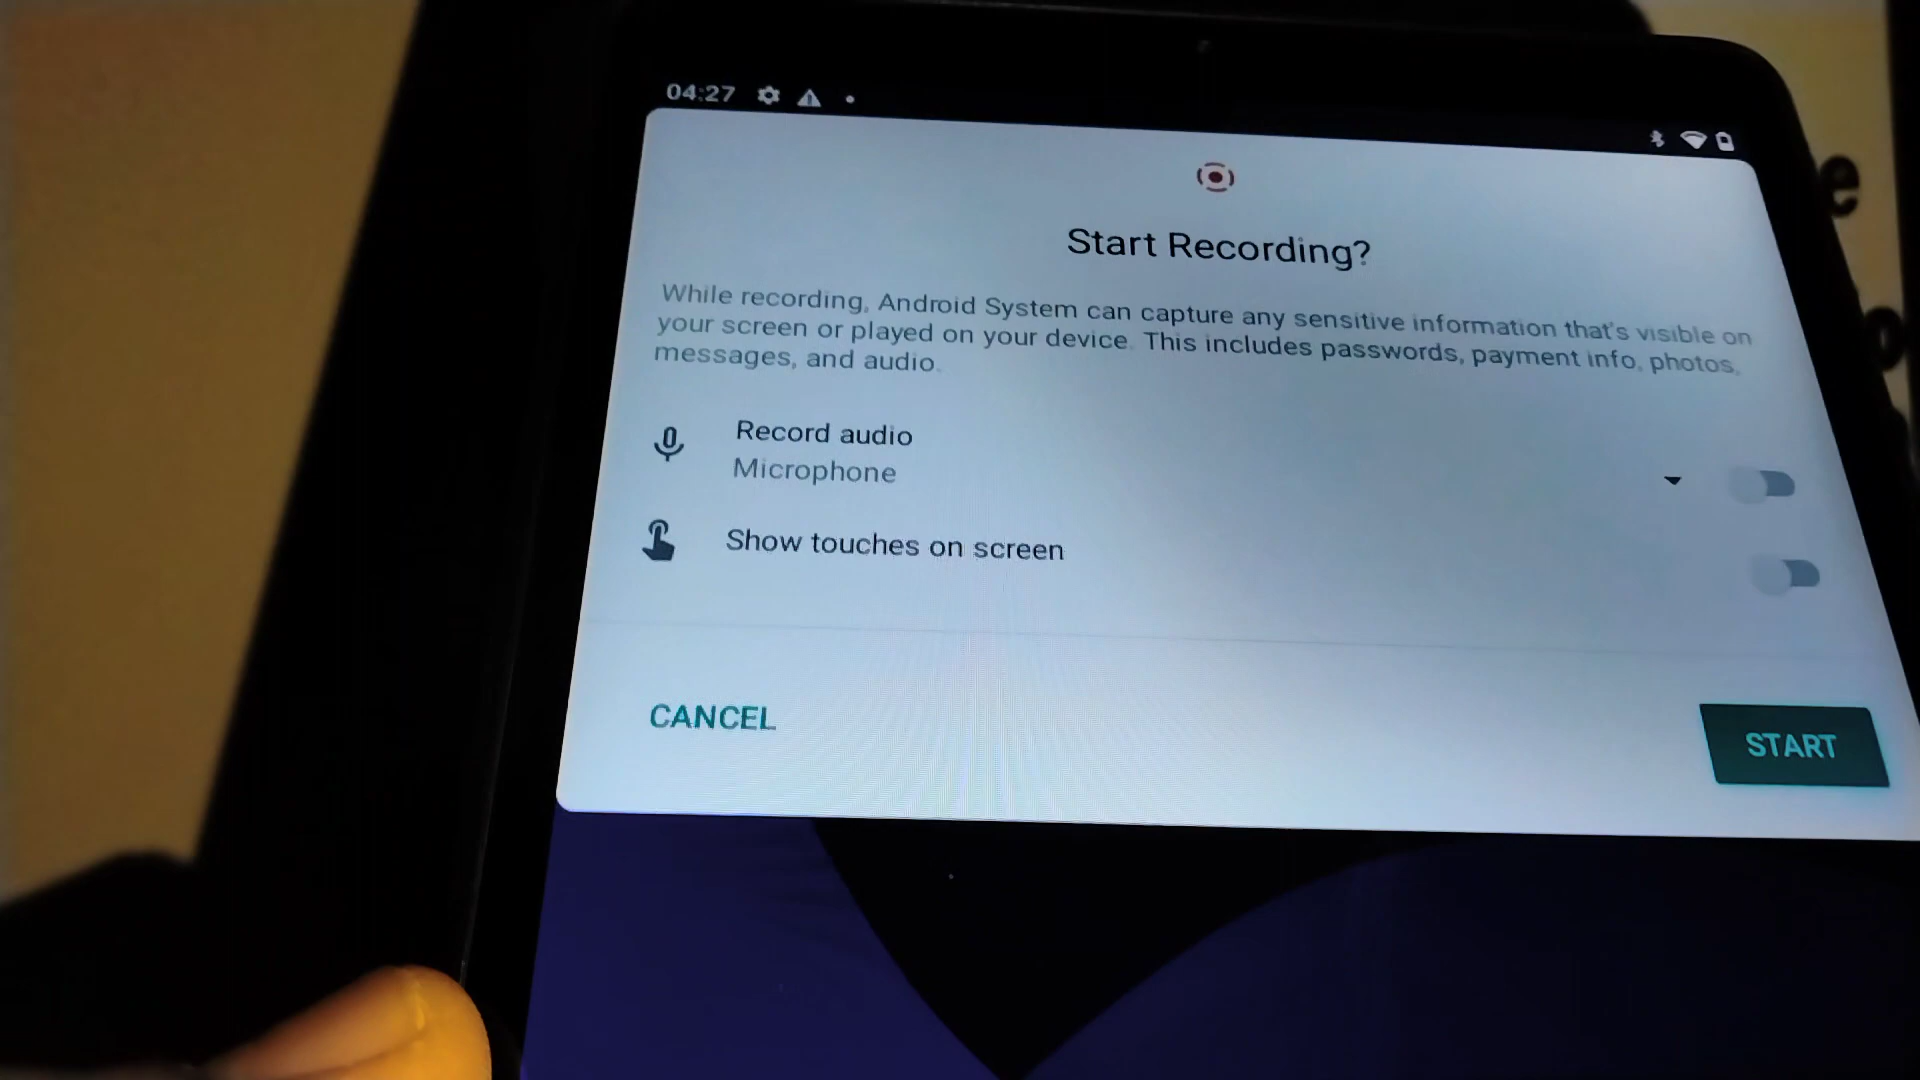 04:27
Start Recording?
While recording, Android System can capture any sensitive information that's visible on
your screen or played on your device. This includes passwords, payment info, photos,
messages, and audio.
Record audio
Microphone
Show touches on screen
CANCEL
START
e